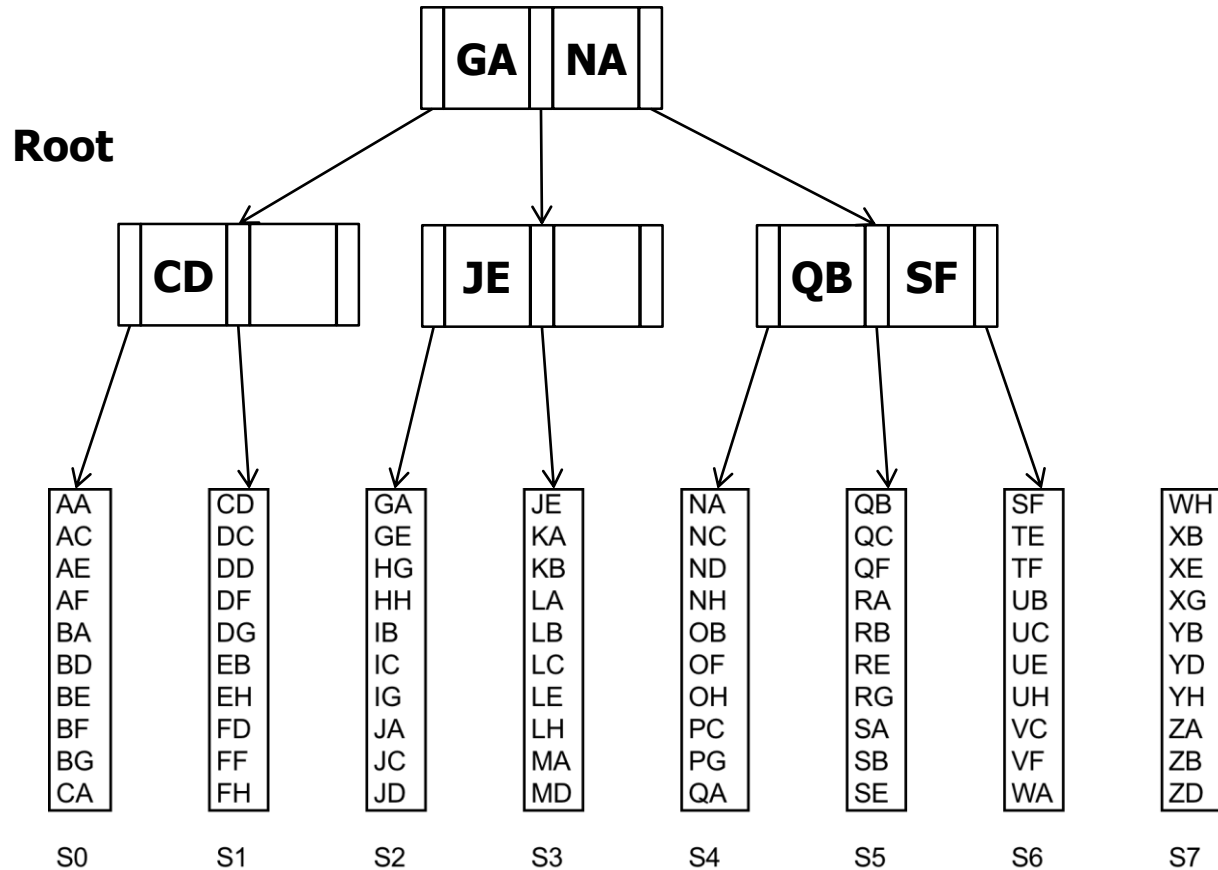 GA NA
Root
CD JE QB SF
AA CD GA JE NA QB SF WH
AC DC GE KA NC QC TE XB
AE DD HG KB ND QF TF XE
AF DF HH LA NH RA UB XG
BA DG IB LB OB RB UC YB
BD EB IC LC OF RE UE YD
BE EH IG LE OH RG UH YH
BF FD JA LH PC SA VC ZA
BG FF JC MA PG SB VF ZB
CA FH JD MD QA SE WA ZD
S0 S1 S2 S3 S4 S5 S6 S7